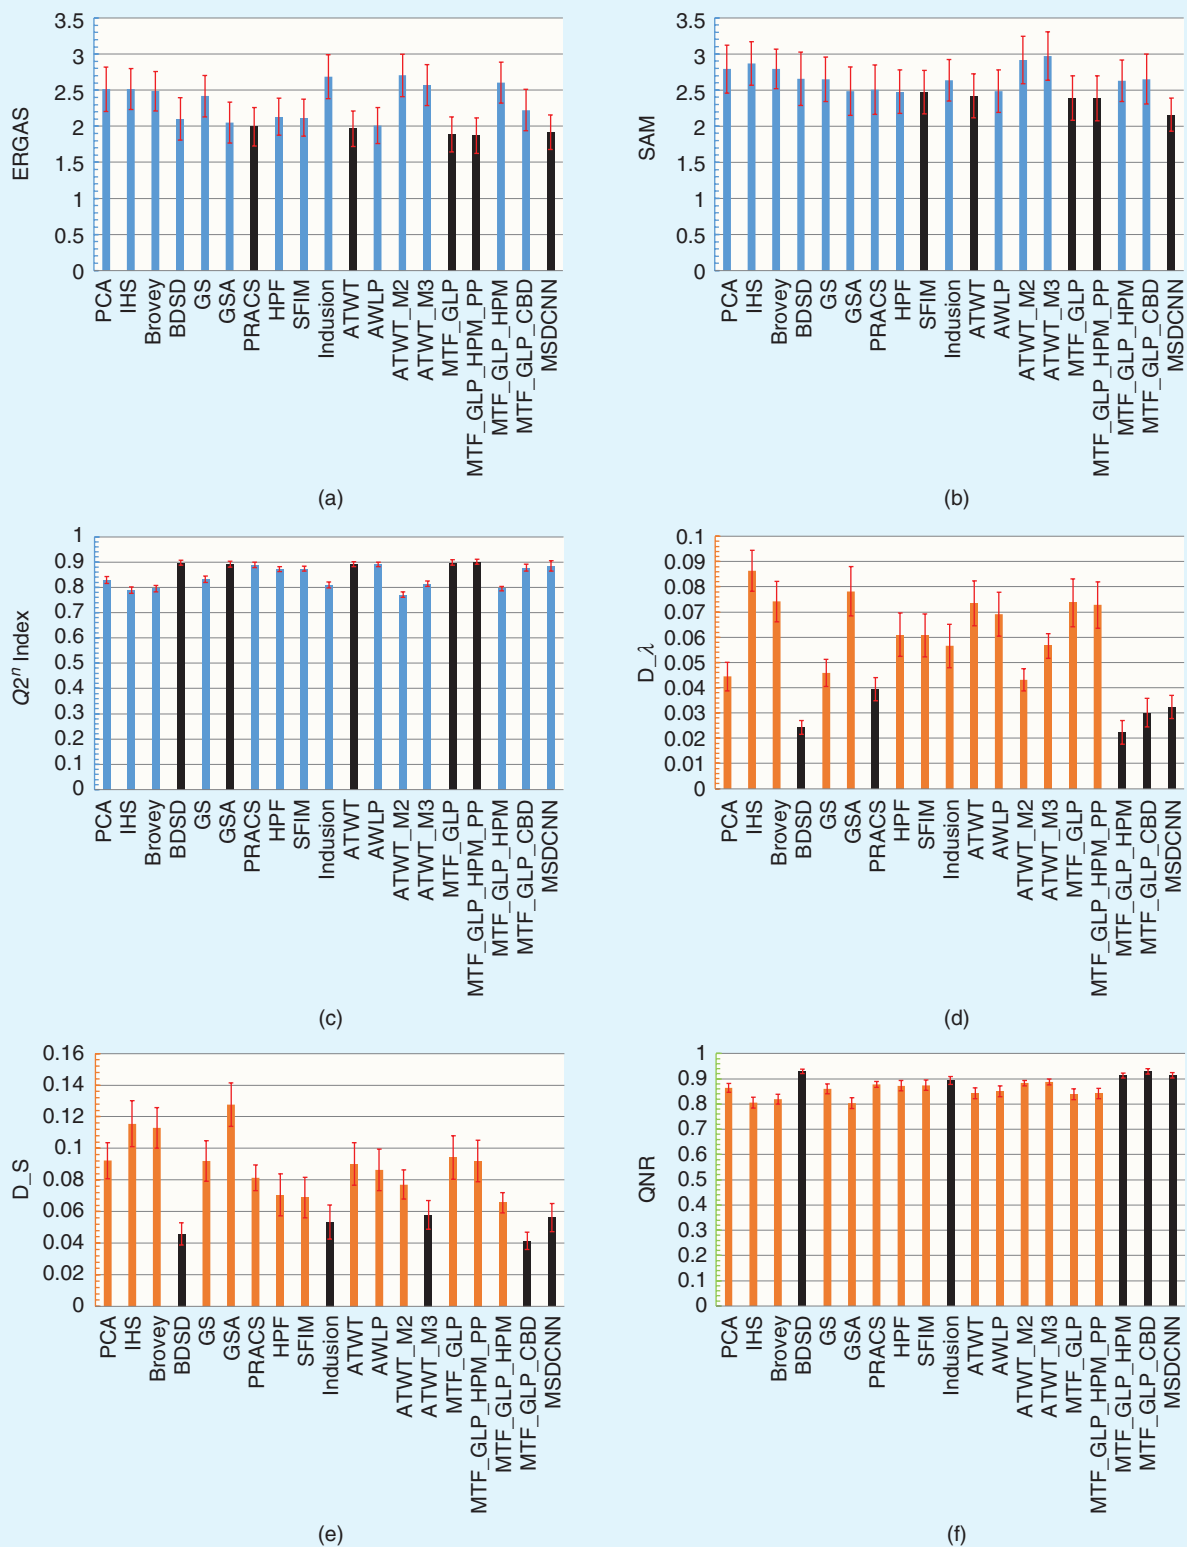 3.5
3
2.5
2
1.5
1
0.5
0
ERGAS
PCA
IHS
Brovey
BDSD
GS
GSA
PRACS
HPF
SFIM
Indusion
ATWT
AWLP
ATWT_M2
ATWT_M3
MTF_GLP
MTF_GLP_HPM_PP
MTF_GLP_HPM
MTF_GLP_CBD
MSDCNN
(a)
3.5
3
2.5
2
1.5
1
0.5
0
SAM
PCA
IHS
Brovey
BDSD
GS
GSA
PRACS
HPF
SFIM
Indusion
ATWT
AWLP
ATWT_M2
ATWT_M3
MTF_GLP
MTF_GLP_HPM_PP
MTF_GLP_HPM
MTF_GLP_CBD
MSDCNN
(b)
1
0.9
0.8
0.7
0.6
0.5
0.4
0.3
0.2
0.1
0
Q2ⁿ Index
PCA
IHS
Brovey
BDSD
GS
GSA
PRACS
HPF
SFIM
Indusion
ATWT
AWLP
ATWT_M2
ATWT_M3
MTF_GLP
MTF_GLP_HPM_PP
MTF_GLP_HPM
MTF_GLP_CBD
MSDCNN
(c)
0.1
0.09
0.08
0.07
0.06
0.05
0.04
0.03
0.02
0.01
0
D_λ
PCA
IHS
Brovey
BDSD
GS
GSA
PRACS
HPF
SFIM
Indusion
ATWT
AWLP
ATWT_M2
ATWT_M3
MTF_GLP
MTF_GLP_HPM_PP
MTF_GLP_HPM
MTF_GLP_CBD
MSDCNN
(d)
0.16
0.14
0.12
0.1
0.08
0.06
0.04
0.02
0
D_S
PCA
IHS
Brovey
BDSD
GS
GSA
PRACS
HPF
SFIM
Indusion
ATWT
AWLP
ATWT_M2
ATWT_M3
MTF_GLP
MTF_GLP_HPM_PP
MTF_GLP_HPM
MTF_GLP_CBD
MSDCNN
(e)
1
0.9
0.8
0.7
0.6
0.5
0.4
0.3
0.2
0.1
0
QNR
PCA
IHS
Brovey
BDSD
GS
GSA
PRACS
HPF
SFIM
Indusion
ATWT
AWLP
ATWT_M2
ATWT_M3
MTF_GLP
MTF_GLP_HPM_PP
MTF_GLP_HPM
MTF_GLP_CBD
MSDCNN
(f)